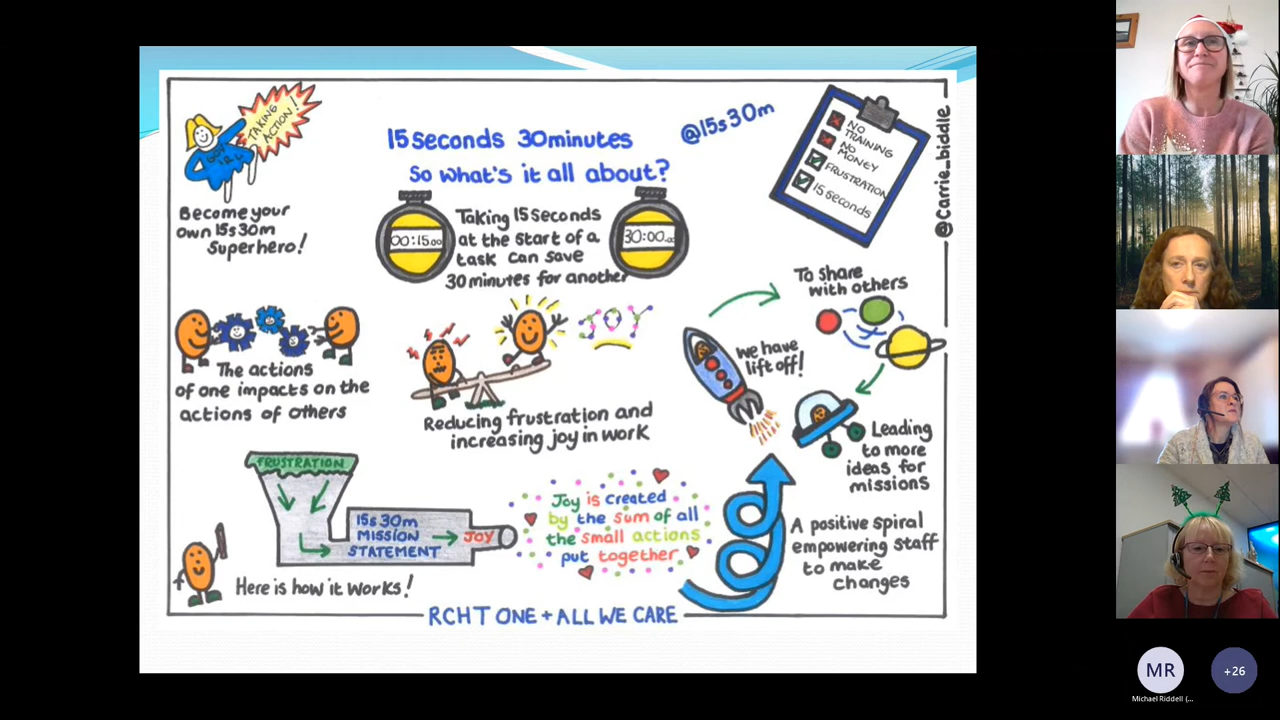 TAKING
ACTION!
Become your
own 15s30m
Superhero!
15 Seconds 30 minutes
So what's it all about?
@15s30m
NO
TRAINING
NO
MONEY
FRUSTRATION
15 seconds
@Carrie_biddle
00:15.00
Taking 15 Seconds
at the start of a
task can save
30 minutes for another
30:00.00
The actions
of one impacts on the
actions of others
JOY
Reducing frustration and
increasing joy in work
we have
lift off!
To share
with others
Leading
to more
ideas for
missions
FRUSTRATION
15s 30m
MISSION
STATEMENT
JOY
Here is how it works!
Joy is created
by the sum of all
the small actions
put together
A positive spiral
empowering staff
to make
changes
RCHT ONE + ALL WE CARE
MR
+26
Michael Riddell (...